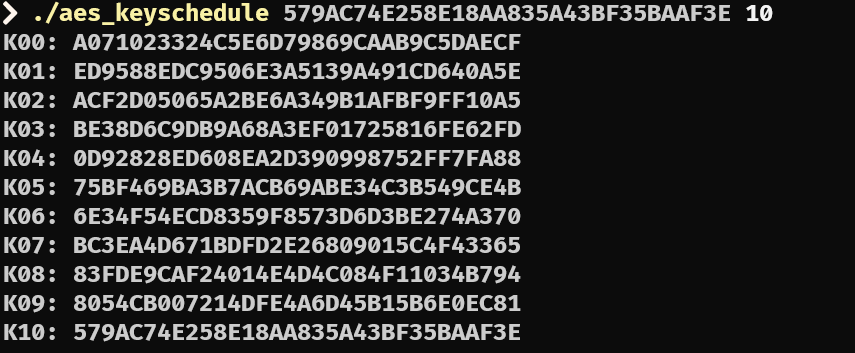 ❯ ./aes_keyschedule 579AC74E258E18AA835A43BF35BAAF3E 10
K00: A071023324C5E6D79869CAAB9C5DAECF
K01: ED9588EDC9506E3A5139A491CD640A5E
K02: ACF2D05065A2BE6A349B1AFBF9FF10A5
K03: BE38D6C9DB9A68A3EF01725816FE62FD
K04: 0D92828ED608EA2D390998752FF7FA88
K05: 75BF469BA3B7ACB69ABE34C3B549CE4B
K06: 6E34F54ECD8359F8573D6D3BE274A370
K07: BC3EA4D671BDFD2E26809015C4F43365
K08: 83FDE9CAF24014E4D4C084F11034B794
K09: 8054CB007214DFE4A6D45B15B6E0EC81
K10: 579AC74E258E18AA835A43BF35BAAF3E